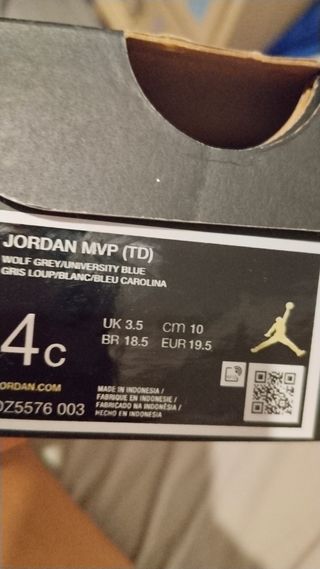 JORDAN MVP (TD)
WOLF GREY/UNIVERSITY BLUE
GRIS LOUP/BLANC/BLEU CAROLINA
4c
UK 3.5 cm 10
BR 18.5 EUR 19.5
ORDAN.COM
DZ5576 003
MADE IN INDONESIA /
FABRIQUE EN INDONESIE /
FABRICADO NA INDONÉSIA /
HECHO EN INDONESIA